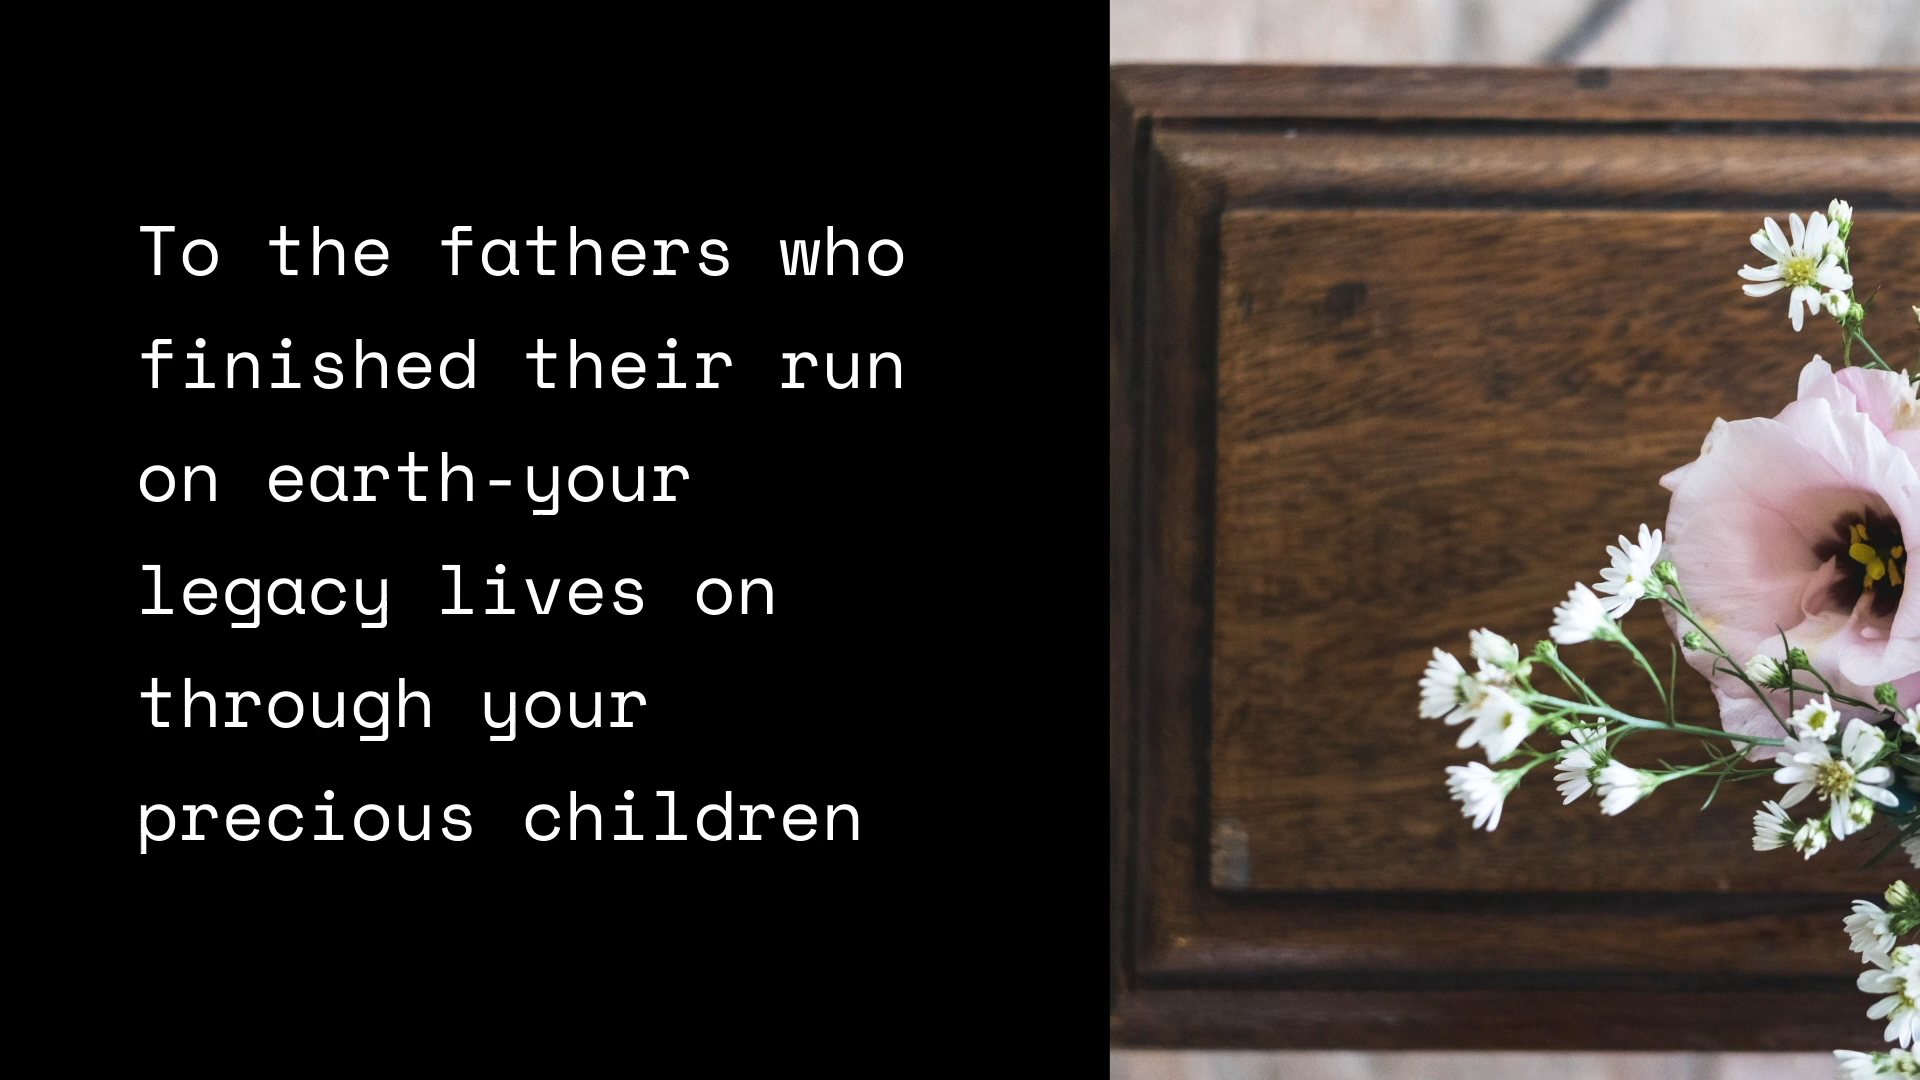 To the fathers who
finished their run
on earth-your
legacy lives on
through your
precious children